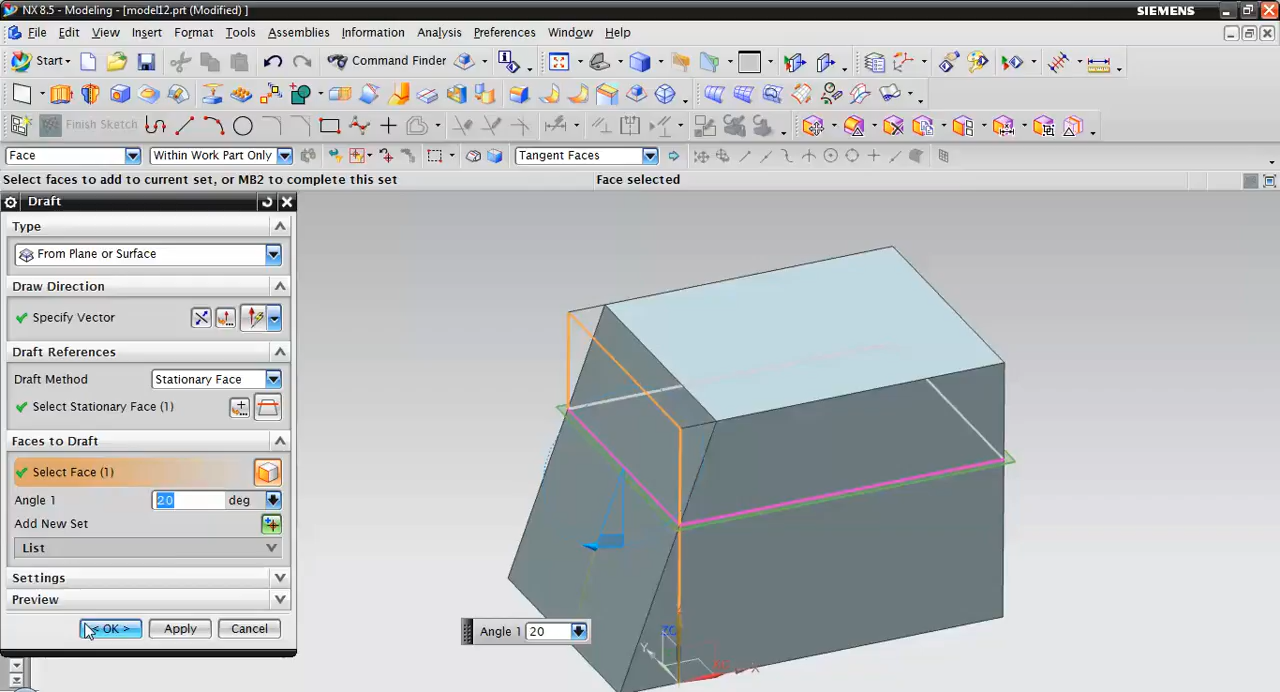 NX 8.5 - Modeling - [model12.prt (Modified) ]
SIEMENS
File Edit View Insert Format Tools Assemblies Information Analysis Preferences Window Help
Start Command Finder
Finish Sketch
Face Within Work Part Only Tangent Faces
Select faces to add to current set, or MB2 to complete this set Face selected
Draft
Type
From Plane or Surface
Draw Direction
Specify Vector
Draft References
Draft Method Stationary Face
Select Stationary Face (1)
Faces to Draft
Select Face (1)
Angle 1 20 deg
Add New Set
List
Settings
Preview
< OK > Apply Cancel
Angle 1 20
Y
X